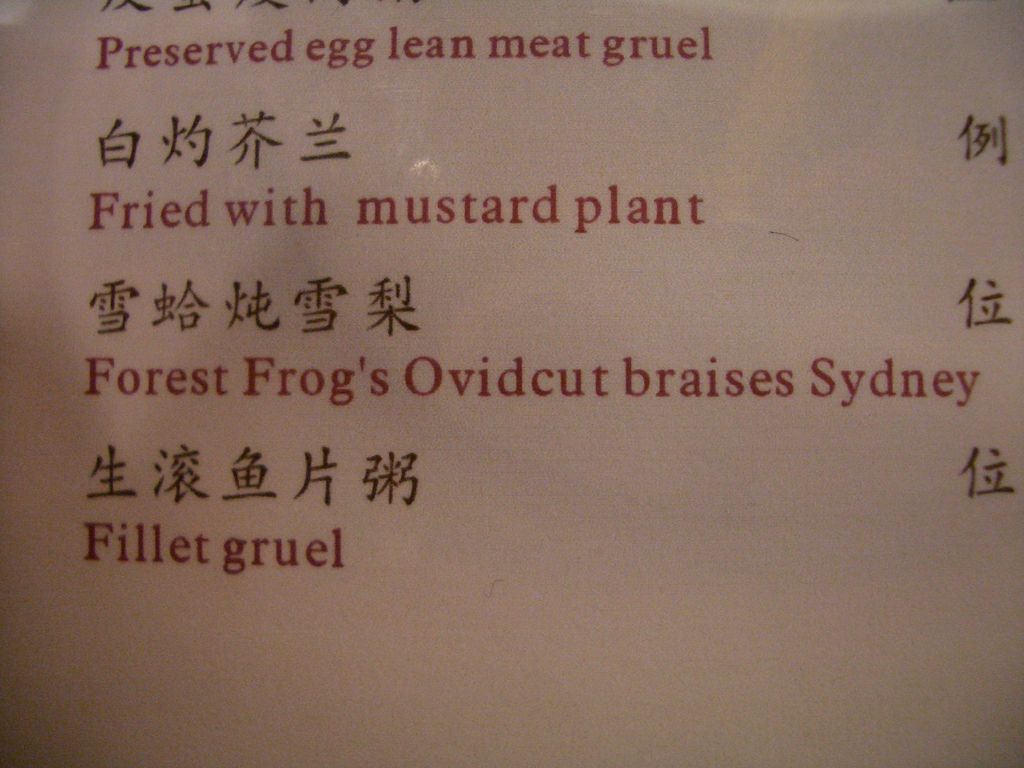 Preserved egg lean meat gruel
白灼芥兰 例
Fried with mustard plant
雪蛤炖雪梨 位
Forest Frog's Ovidcut braises Sydney
生滚鱼片粥 位
Fillet gruel